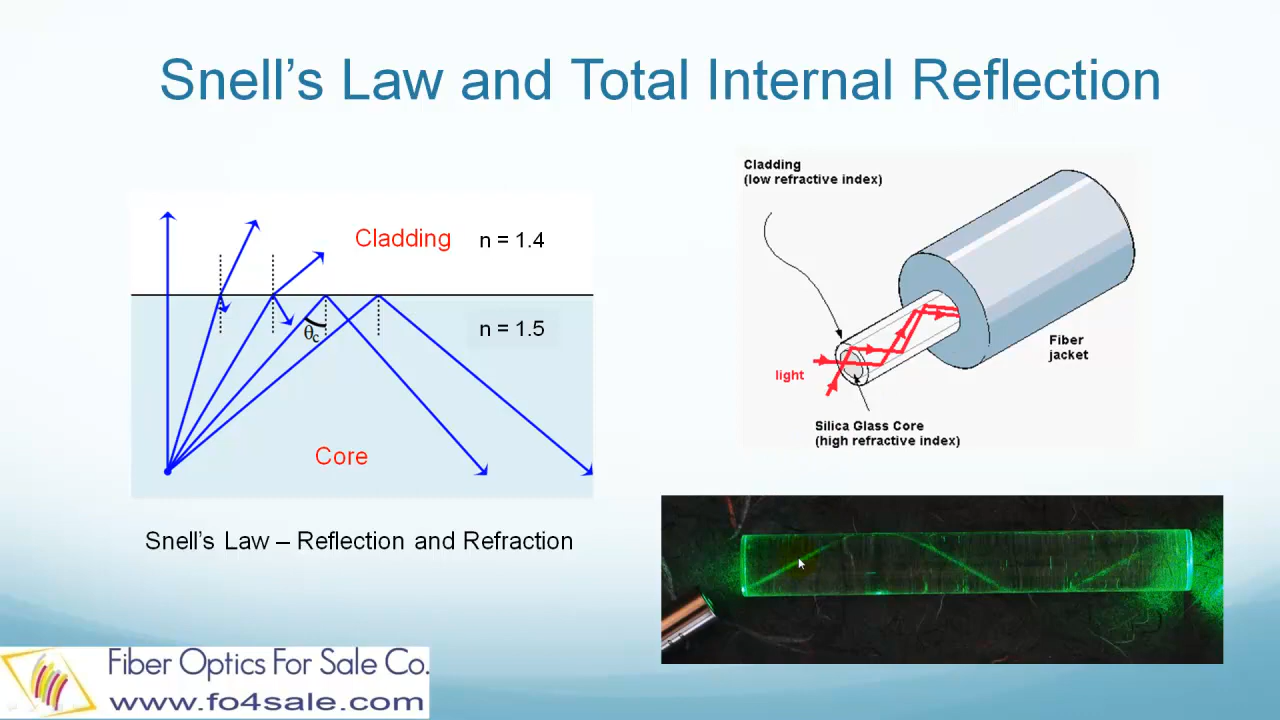 Snell's Law and Total Internal Reflection
Cladding n = 1.4
n = 1.5
θc
Core
Snell's Law – Reflection and Refraction
Cladding
(low refractive index)
Fiber
jacket
light
Silica Glass Core
(high refractive index)
Fiber Optics For Sale Co.
www.fo4sale.com